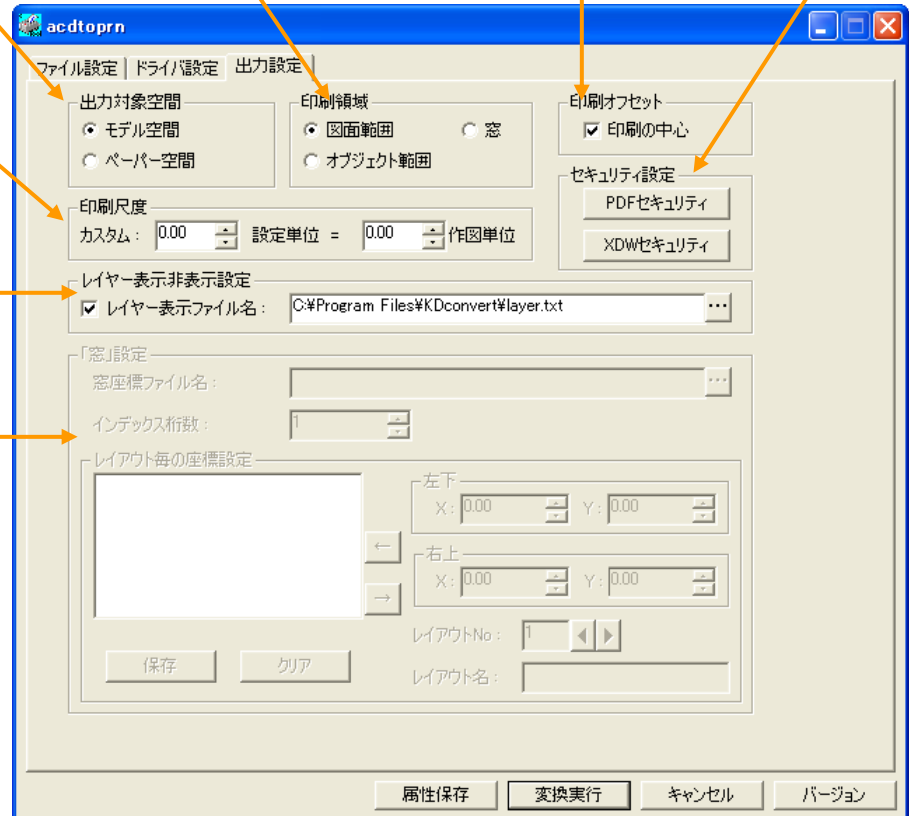 acdtoprn
ファイル設定 ドライバ設定 出力設定
出力対象空間
モデル空間
ペーパー空間
印刷領域
図面範囲 窓
オブジェクト範囲
印刷オフセット
印刷の中心
セキュリティ設定
PDFセキュリティ
XDWセキュリティ
印刷尺度
カスタム: 0.00 設定単位 = 0.00 作図単位
レイヤー表示非表示設定
レイヤー表示ファイル名: C:¥Program Files¥KDconvert¥layer.txt ...
「窓」設定
窓座標ファイル名: ...
インデックス桁数: 1
レイアウト毎の座標設定
← 
→
保存 クリア
左下
X: 0.00 Y: 0.00
右上
X: 0.00 Y: 0.00
レイアウトNo: 1
レイアウト名:
属性保存 変換実行 キャンセル バージョン